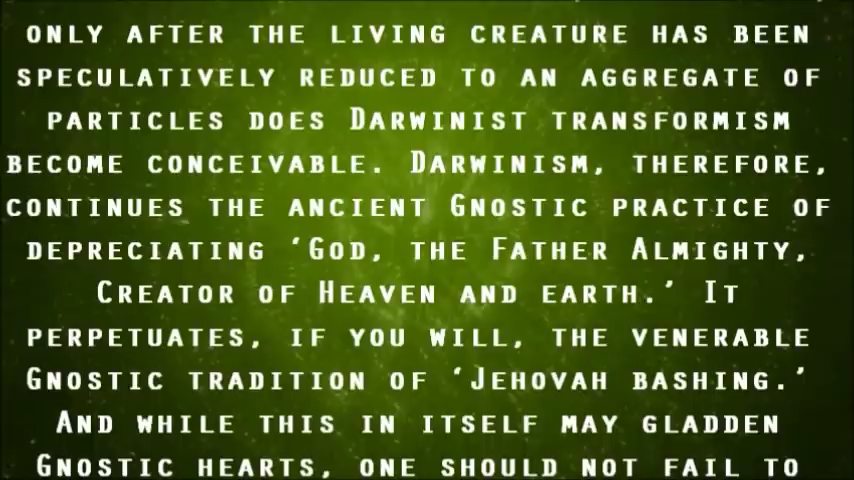 ONLY AFTER THE LIVING CREATURE HAS BEEN
SPECULATIVELY REDUCED TO AN AGGREGATE OF
PARTICLES DOES DARWINIST TRANSFORMISM
BECOME CONCEIVABLE. DARWINISM, THEREFORE,
CONTINUES THE ANCIENT GNOSTIC PRACTICE OF
DEPRECIATING ‘GOD, THE FATHER ALMIGHTY,
CREATOR OF HEAVEN AND EARTH.’ IT
PERPETUATES, IF YOU WILL, THE VENERABLE
GNOSTIC TRADITION OF ‘JEHOVAH BASHING.’
AND WHILE THIS IN ITSELF MAY GLADDEN
GNOSTIC HEARTS, ONE SHOULD NOT FAIL TO